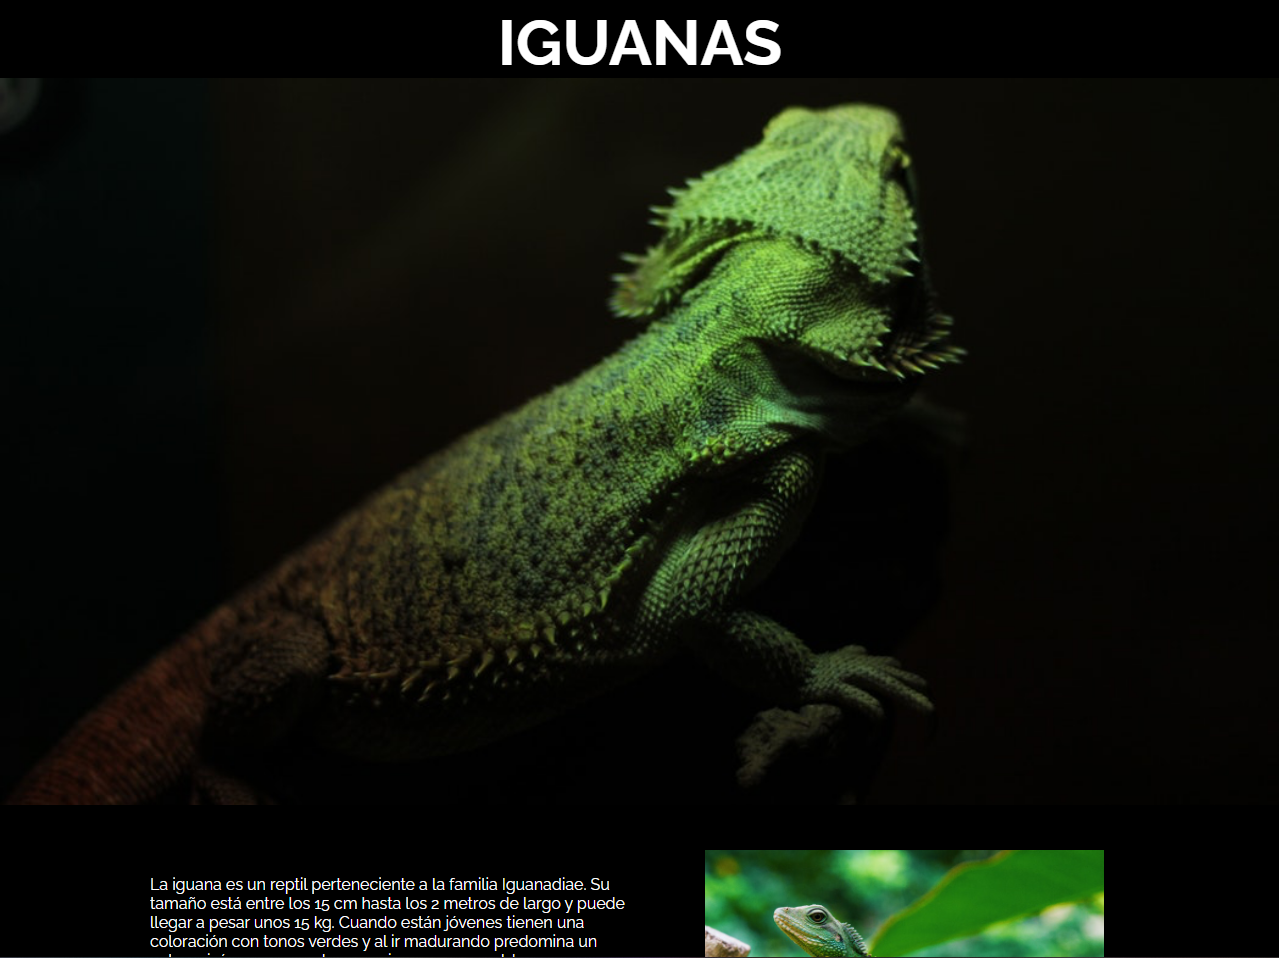 IGUANAS
La iguana es un reptil perteneciente a la familia Iguanadiae. Su
tamaño está entre los 15 cm hasta los 2 metros de largo y puede
llegar a pesar unos 15 kg. Cuando están jóvenes tienen una
coloración con tonos verdes y al ir madurando predomina un